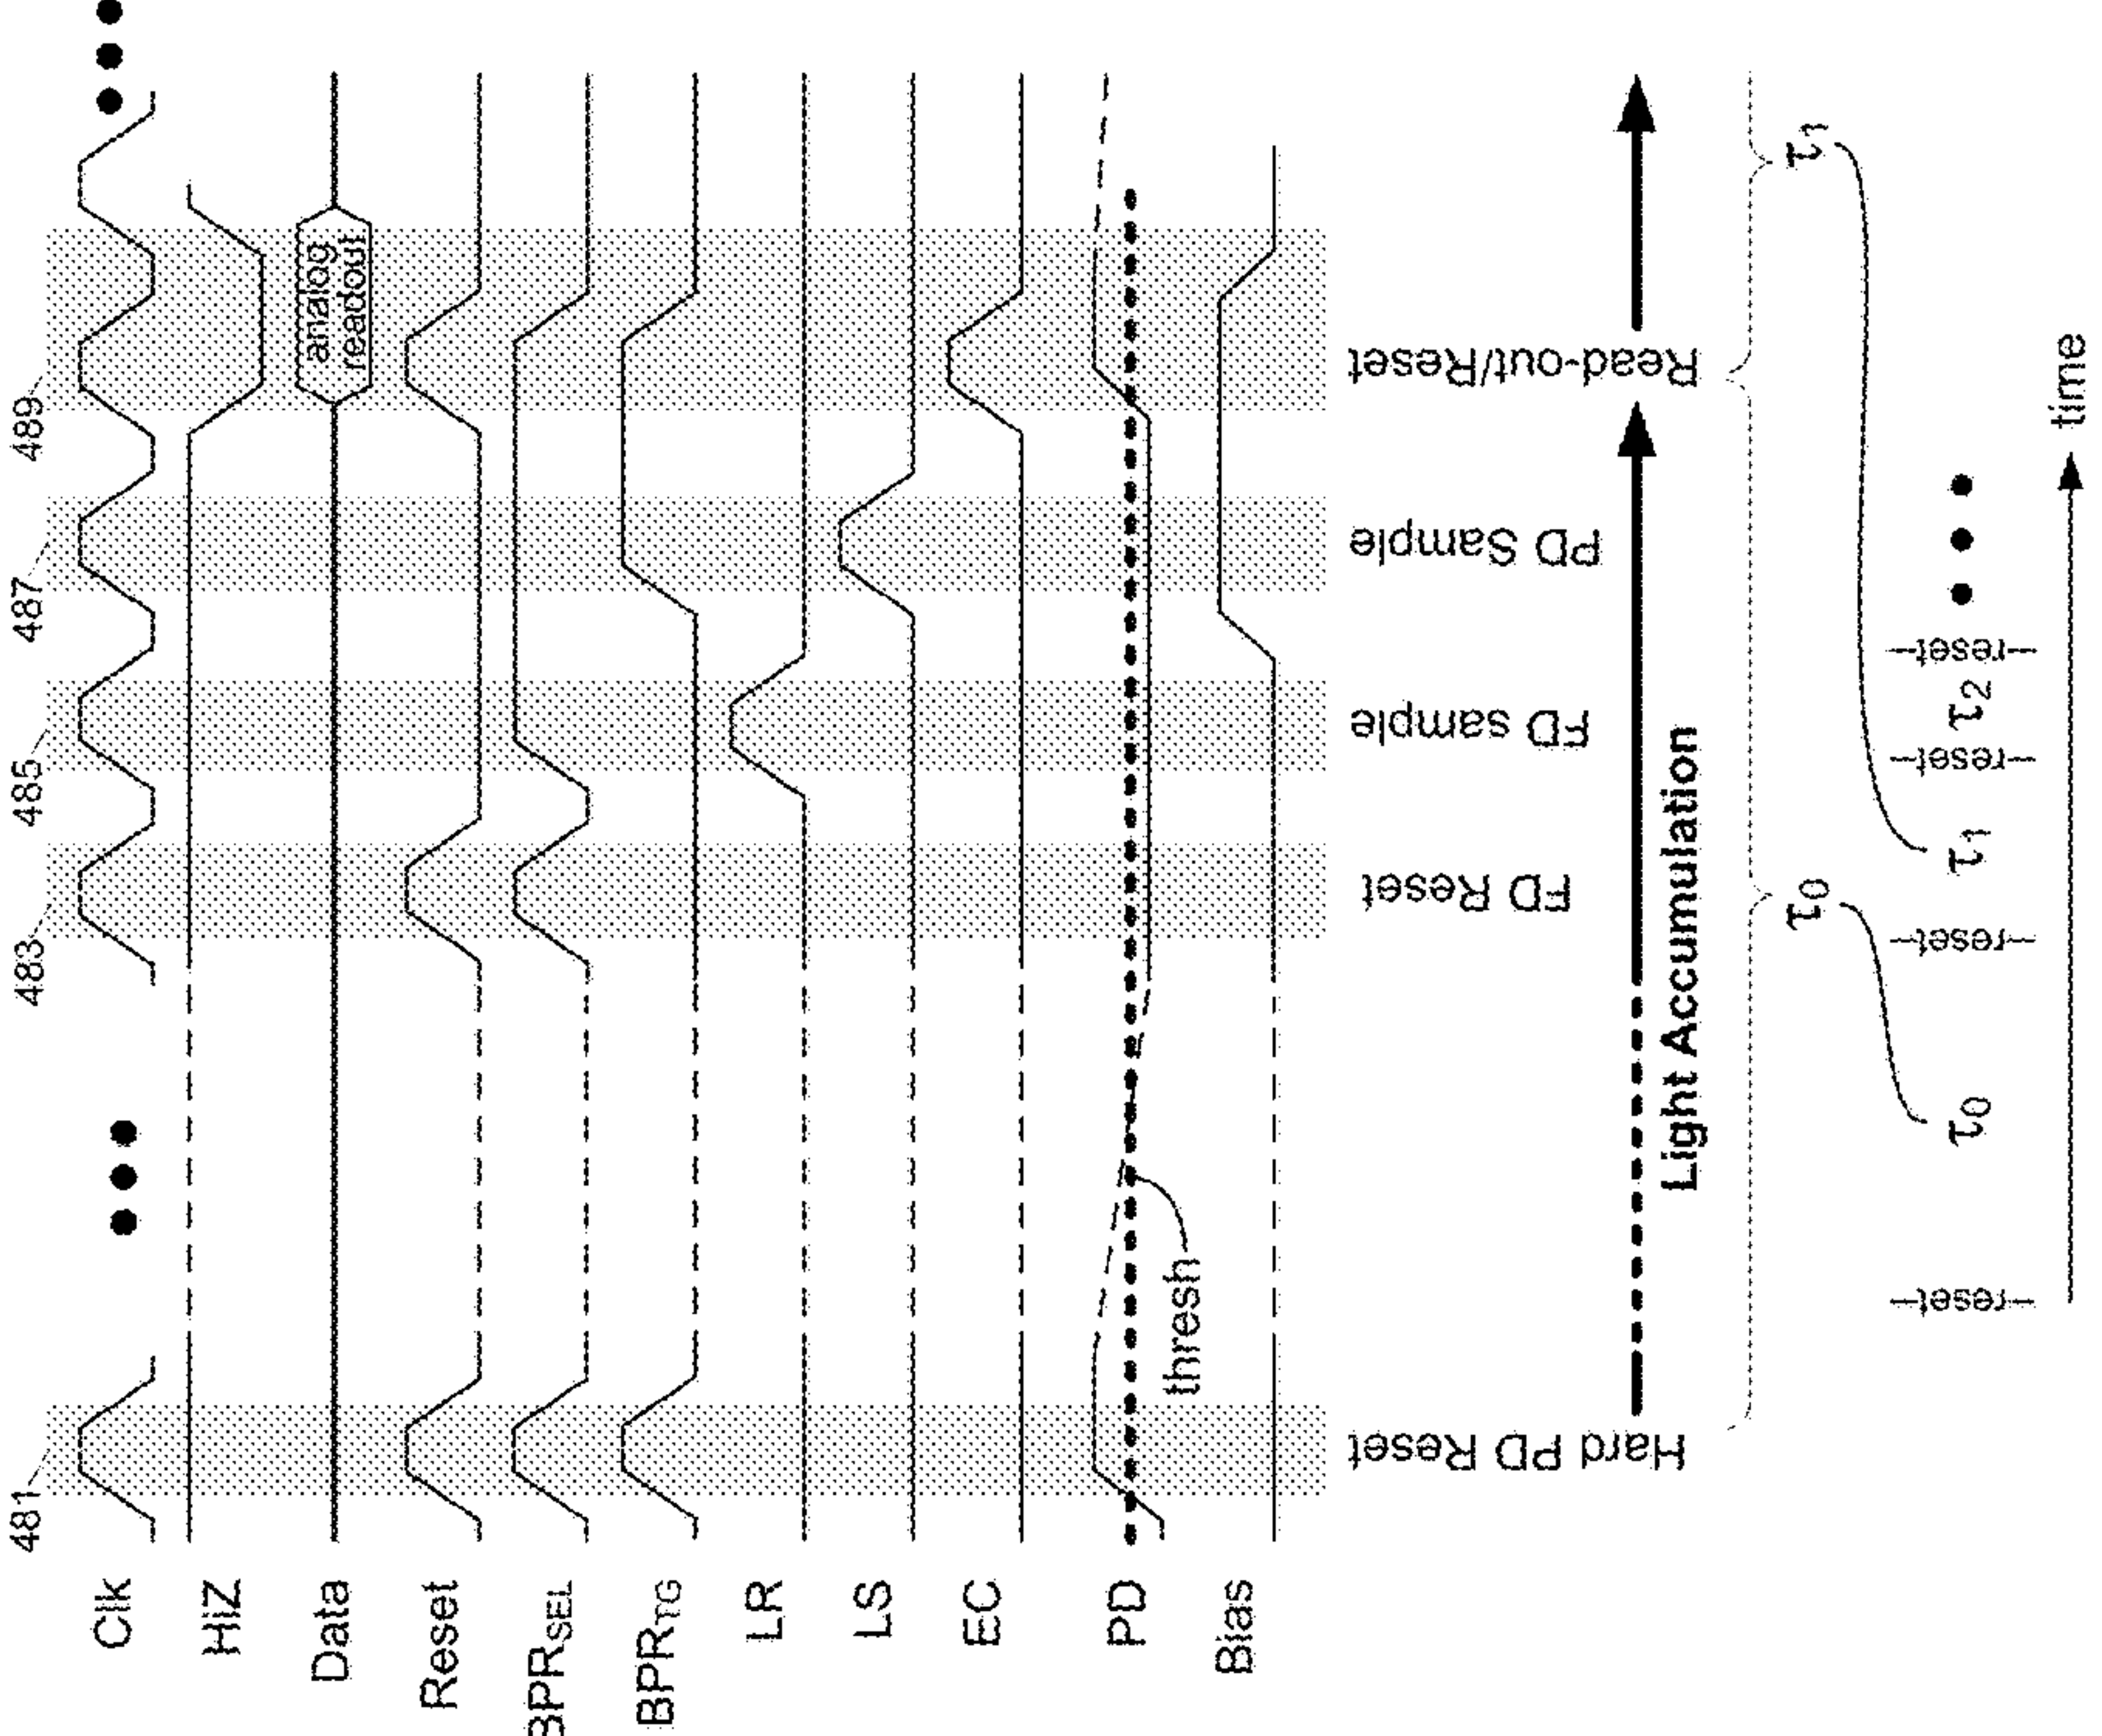 481
483
485
487
489
Clk
HiZ
Data
analog
readout
Reset
BPRSEL
BPRTG
LR
LS
EC
PD
thresh
Bias
Hard PD Reset
FD Reset
FD sample
PD Sample
Read-out/Reset
Light Accumulation
τ0
τ1
reset
τ0
reset
τ1
reset
τ2
reset
time